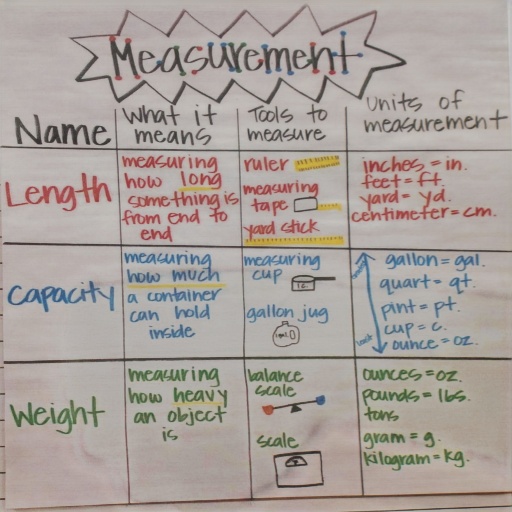 Measurement
Name
What it
means
Tools to
measure
Units of
measurement
Length
measuring
how long
something is
from end to
end
ruler
measuring
tape
yard stick
inches = in.
feet = ft.
yard = yd.
centimeter = cm.
Capacity
measuring
how much
a container
can hold
inside
measuring
cup
1 c.
gallon jug
gallon = gal.
quart = qt.
pint = pt.
cup = c.
ounce = oz.
Weight
measuring
how heavy
an object
is
balance
scale
scale
ounces = oz.
pounds = lbs.
tons
gram = g.
kilogram = kg.